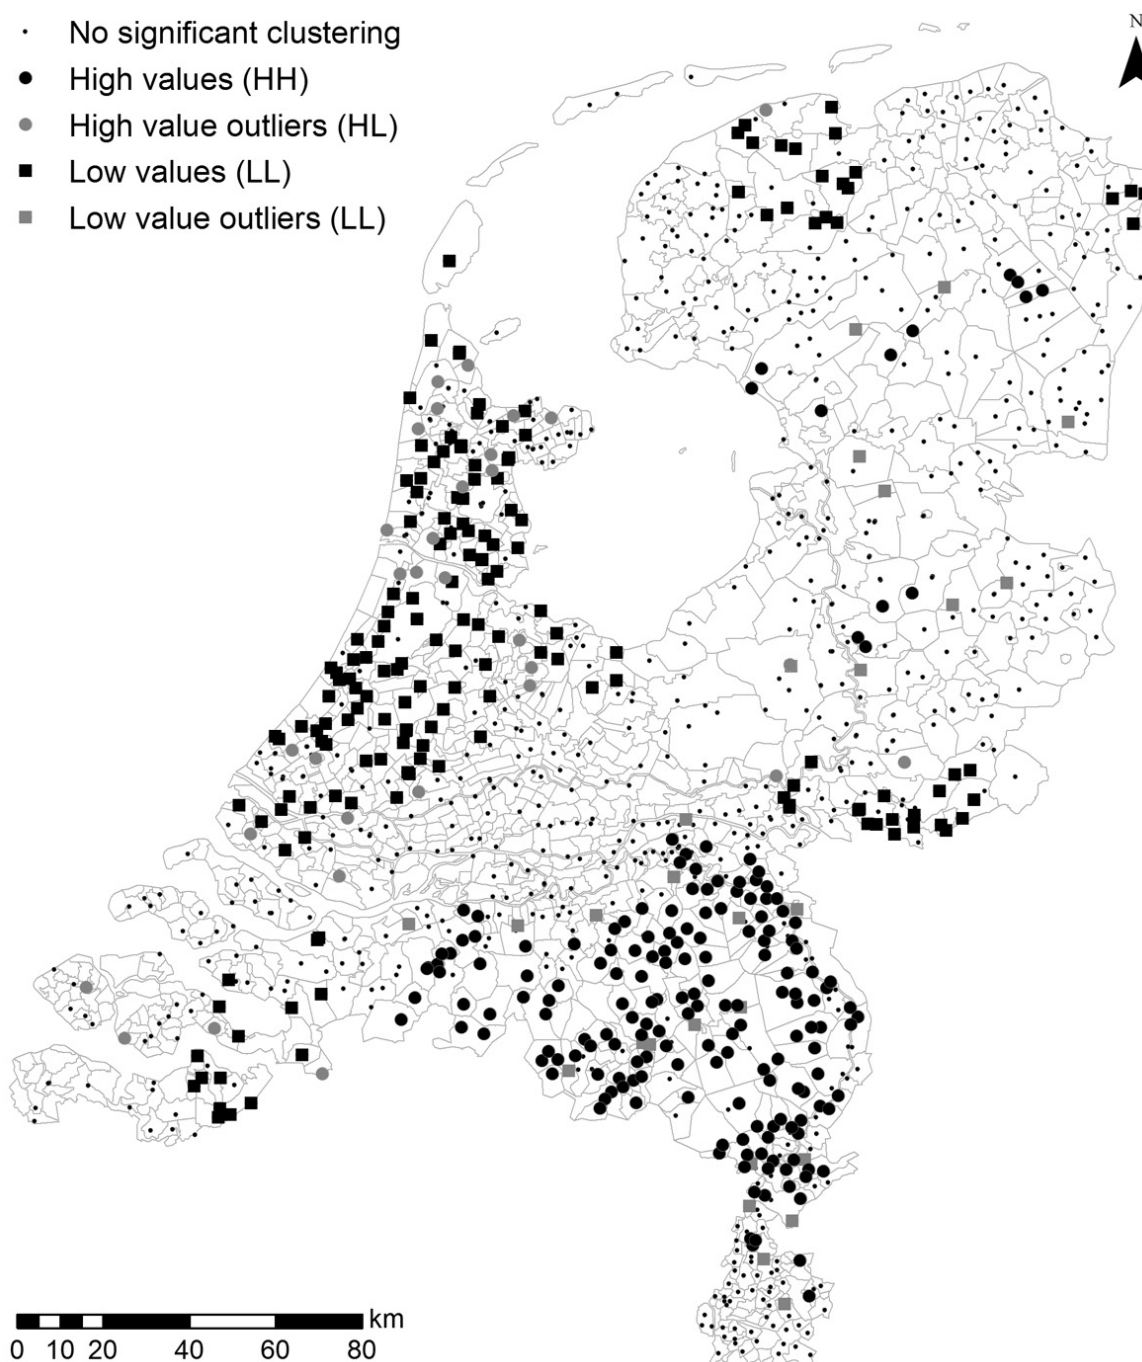 No significant clustering
High values (HH)
High value outliers (HL)
Low values (LL)
Low value outliers (LL)
N
km
0 10 20 40 60 80